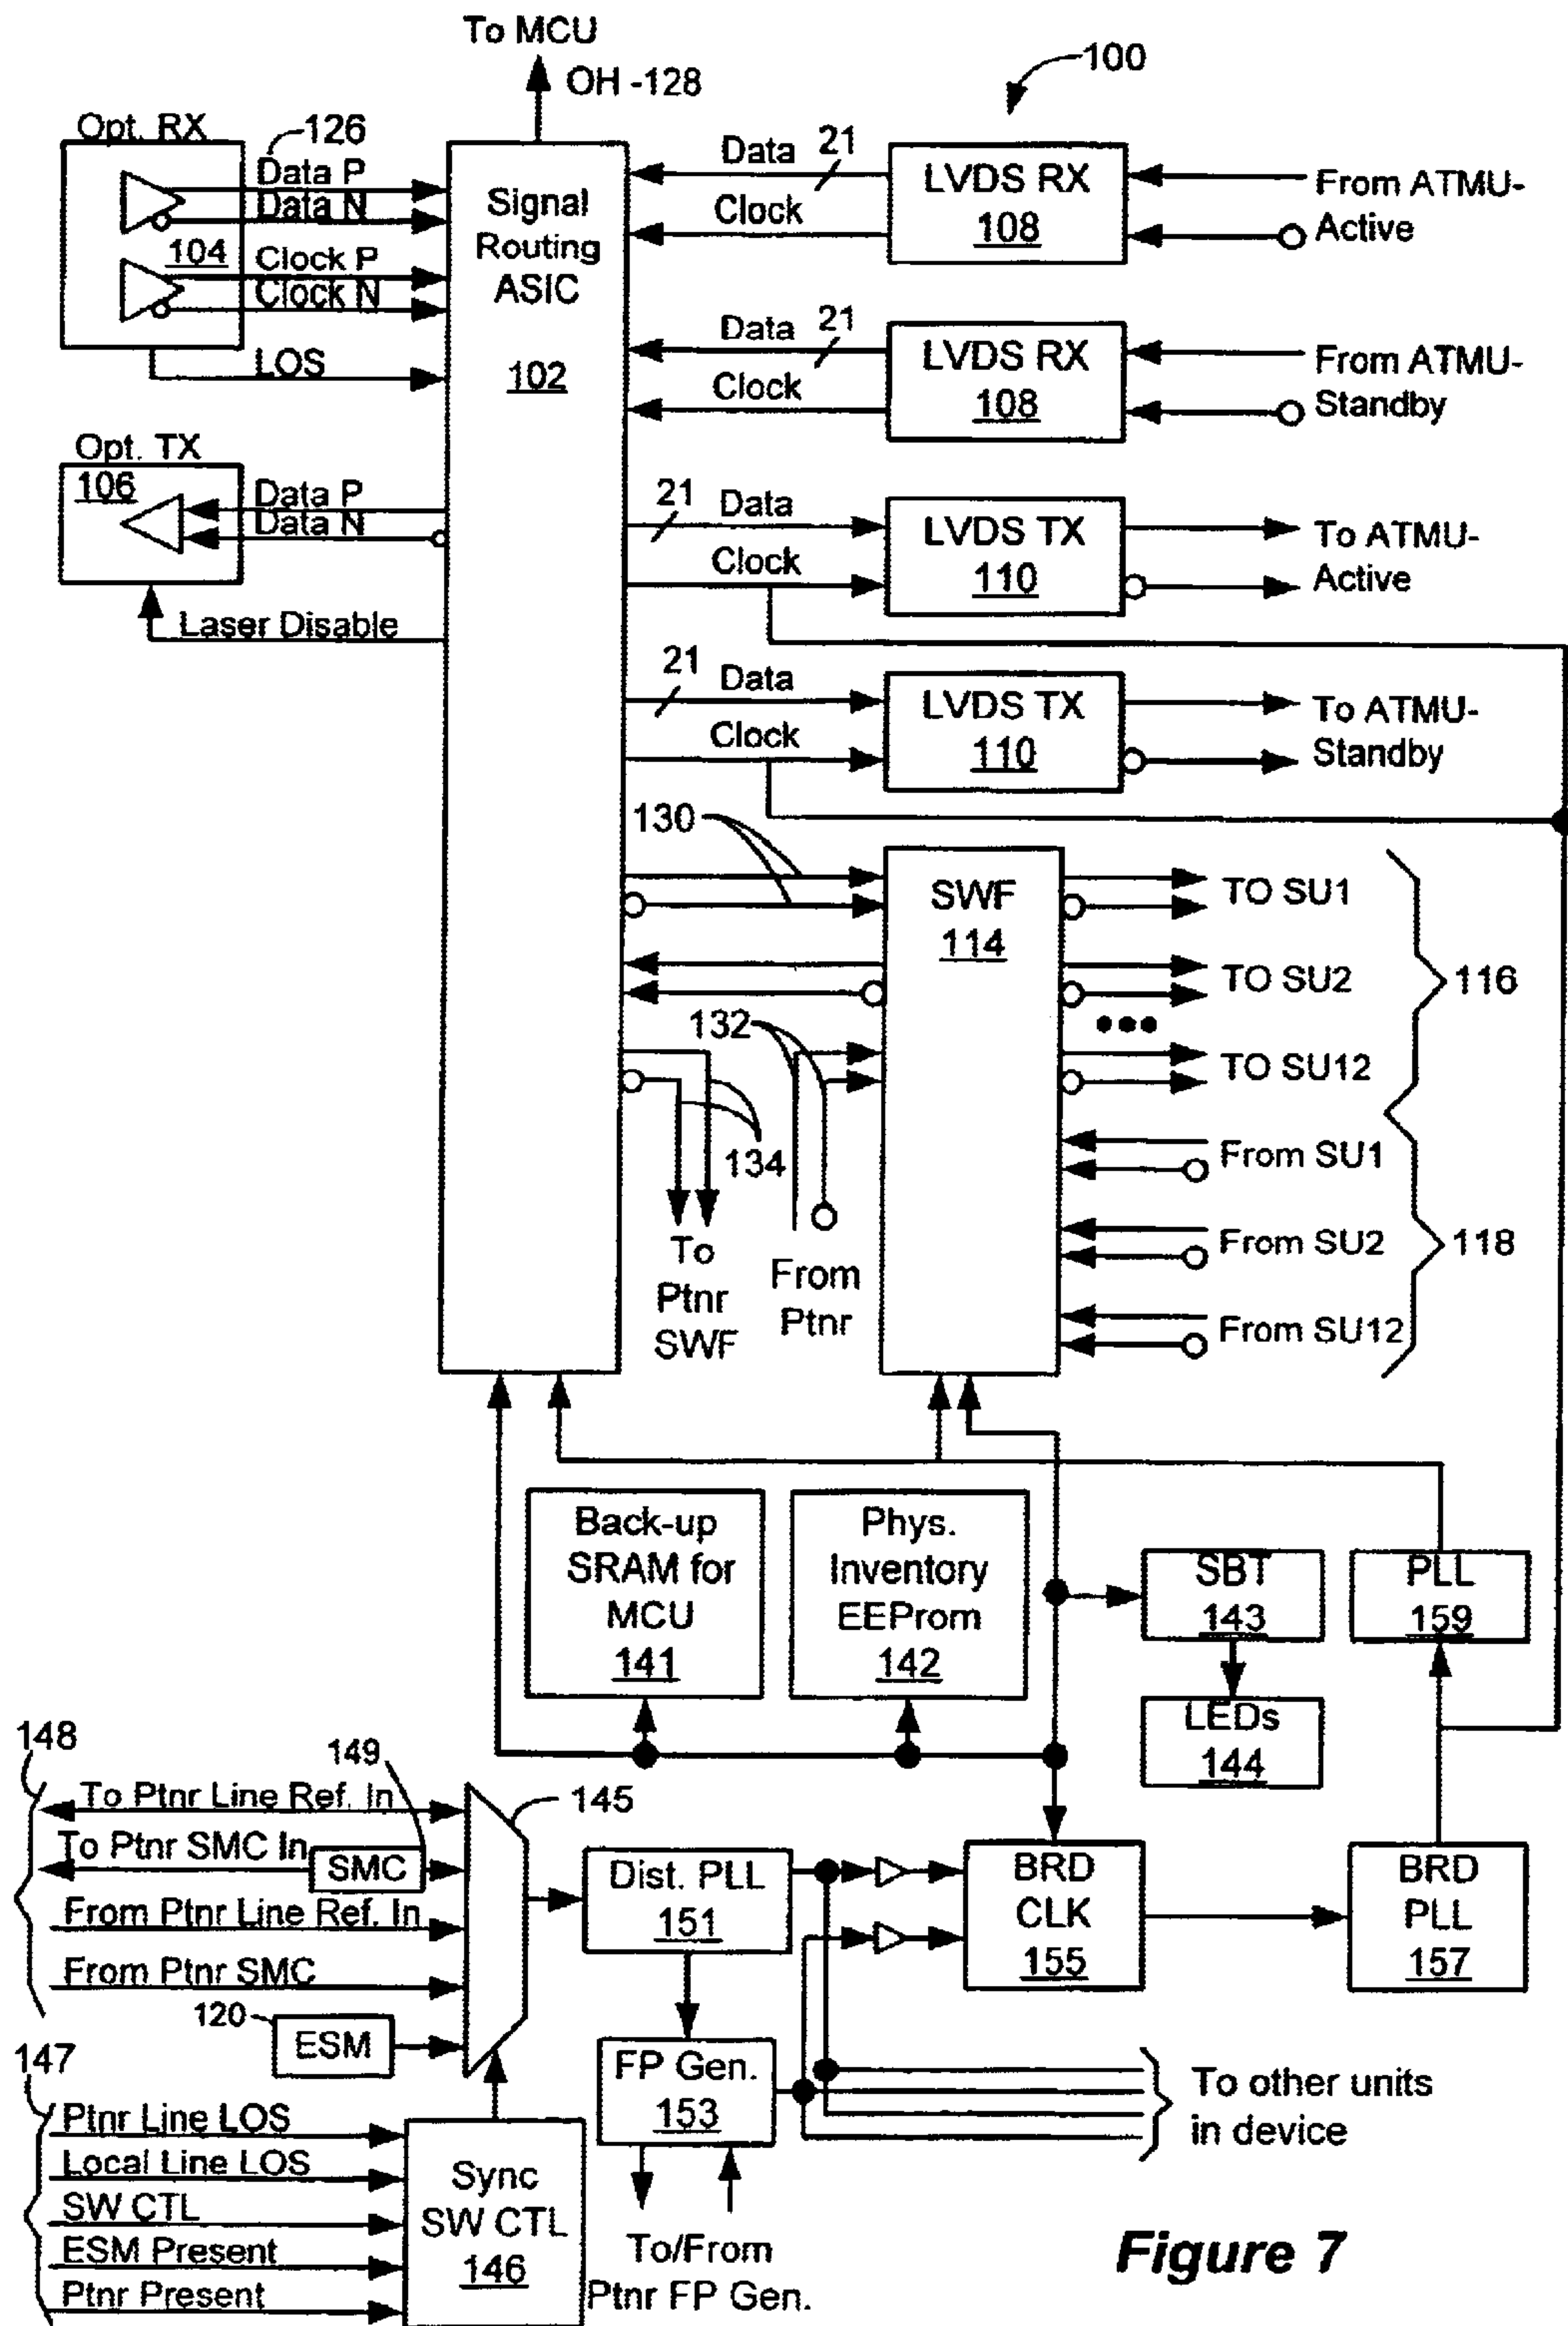 To MCU
OH -128
100
Opt. RX
126
Data P
Data N
104
Clock P
Clock N
LOS
Signal
Routing
ASIC
102
Data
21
Clock
LVDS RX
108
From ATMU-
Active
Data
21
Clock
LVDS RX
108
From ATMU-
Standby
Opt. TX
106
Data P
Data N
Laser Disable
21
Data
Clock
LVDS TX
110
To ATMU-
Active
21
Data
Clock
LVDS TX
110
To ATMU-
Standby
130
SWF
114
TO SU1
TO SU2
TO SU12
116
132
134
To
Ptnr
SWF
From
Ptnr
From SU1
From SU2
From SU12
118
Back-up
SRAM for
MCU
141
Phys.
Inventory
EEProm
142
SBT
143
PLL
159
LEDs
144
148
149
145
To Ptnr Line Ref. In
To Ptnr SMC In
SMC
From Ptnr Line Ref. In
From Ptnr SMC
120
ESM
Dist. PLL
151
BRD
CLK
155
BRD
PLL
157
147
Ptnr Line LOS
Local Line LOS
SW CTL
ESM Present
Ptnr Present
Sync
SW CTL
146
FP Gen.
153
To/From
Ptnr FP Gen.
To other units
in device
Figure 7